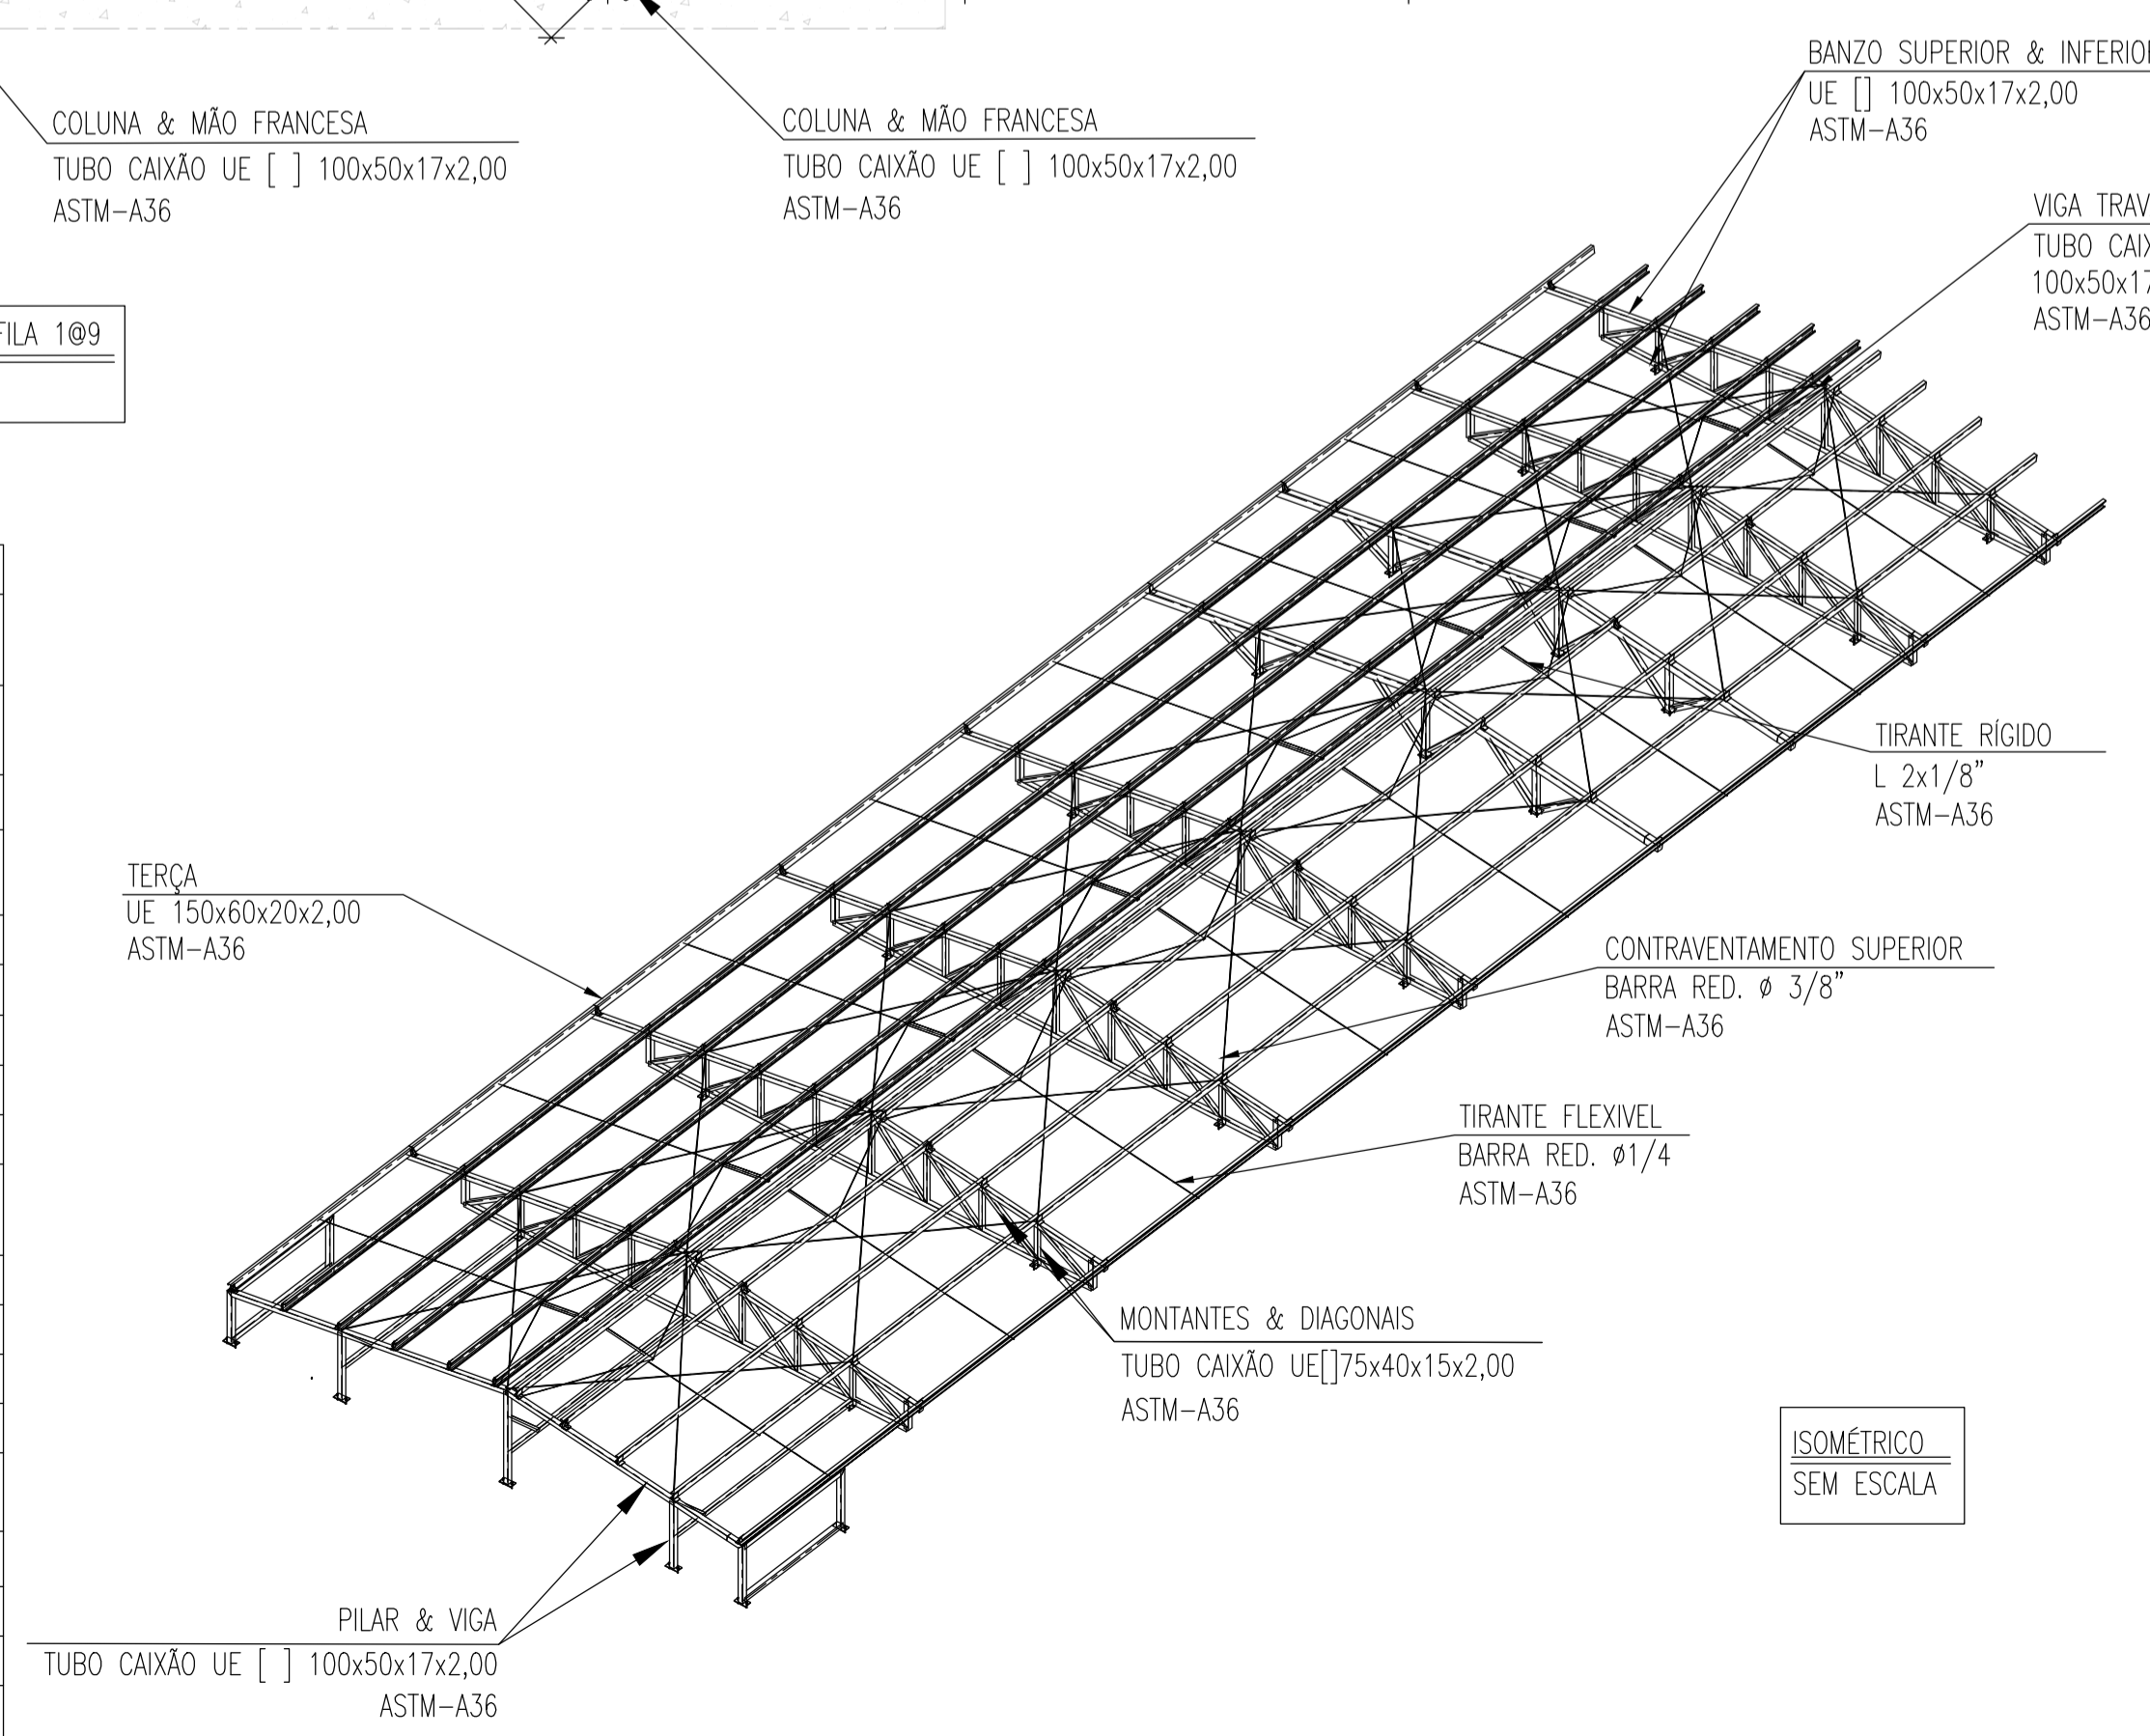 COLUNA & MÃO FRANCESA
TUBO CAIXÃO UE [ ] 100x50x17x2,00
ASTM-A36
COLUNA & MÃO FRANCESA
TUBO CAIXÃO UE [ ] 100x50x17x2,00
ASTM-A36
BANZO SUPERIOR & INFERIOR
UE [] 100x50x17x2,00
ASTM-A36
VIGA TRAV
TUBO CAIX
100x50x17
ASTM-A36
FILA 1@9
TIRANTE RÍGIDO
L 2x1/8”
ASTM-A36
TERÇA
UE 150x60x20x2,00
ASTM-A36
CONTRAVENTAMENTO SUPERIOR
BARRA RED. ø 3/8”
ASTM-A36
TIRANTE FLEXIVEL
BARRA RED. ø1/4
ASTM-A36
MONTANTES & DIAGONAIS
TUBO CAIXÃO UE[]75x40x15x2,00
ASTM-A36
ISOMÉTRICO
SEM ESCALA
PILAR & VIGA
TUBO CAIXÃO UE [ ] 100x50x17x2,00
ASTM-A36